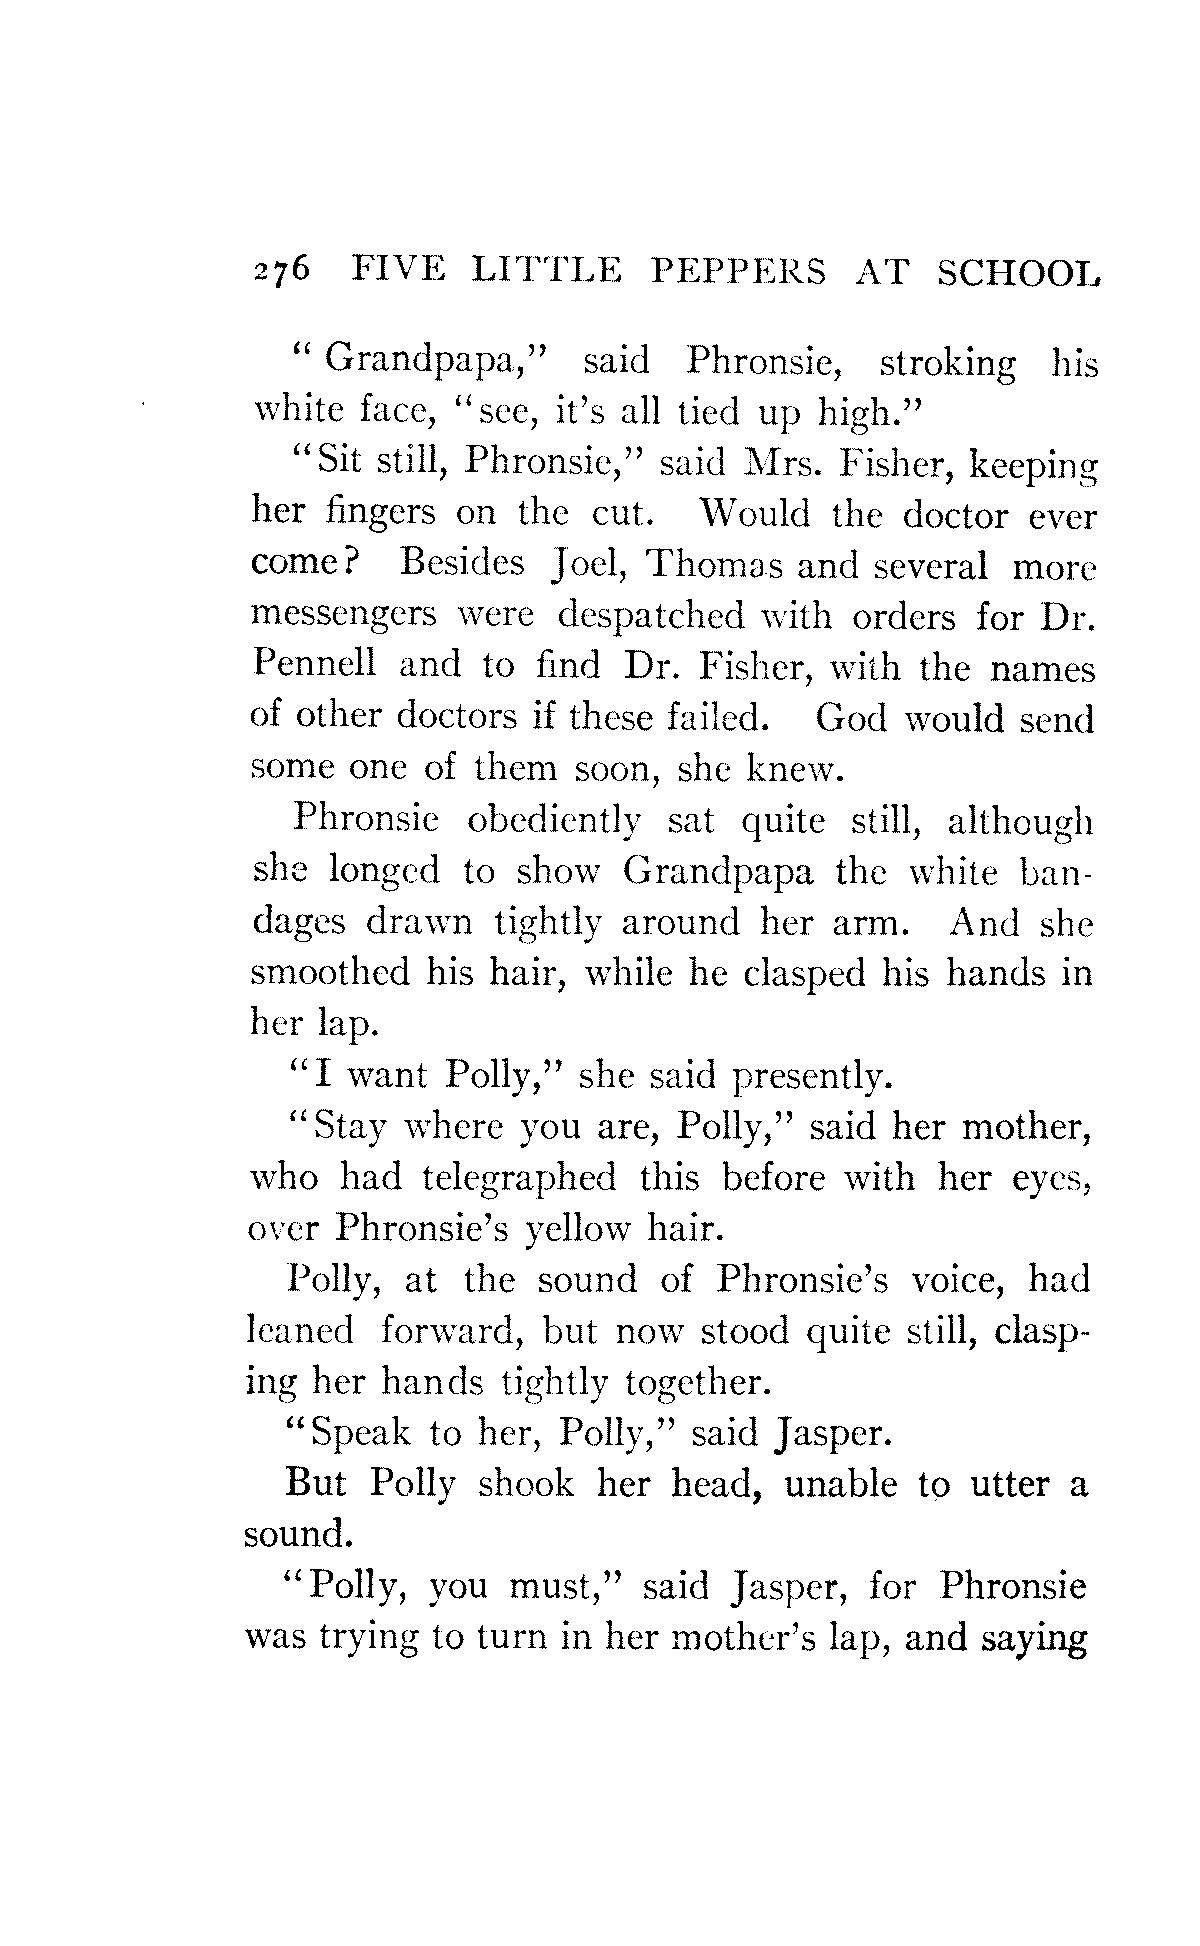 276 FIVE LITTLE PEPPERS AT SCHOOL
“ Grandpapa,” said Phronsie, stroking his
white face, “see, it’s all tied up high.”
“Sit still, Phronsie,” said Mrs. Fisher, keeping
her fingers on the cut. Would the doctor ever
come? Besides Joel, Thomas and several more
messengers were despatched with orders for Dr.
Pennell and to find Dr. Fisher, with the names
of other doctors if these failed. God would send
some one of them soon, she knew.
Phronsie obediently sat quite still, although
she longed to show Grandpapa the white ban-
dages drawn tightly around her arm. And she
smoothed his hair, while he clasped his hands in
her lap.
“I want Polly,” she said presently.
“Stay where you are, Polly,” said her mother,
who had telegraphed this before with her eyes,
over Phronsie’s yellow hair.
Polly, at the sound of Phronsie’s voice, had
leaned forward, but now stood quite still, clasp-
ing her hands tightly together.
“Speak to her, Polly,” said Jasper.
But Polly shook her head, unable to utter a
sound.
“Polly, you must,” said Jasper, for Phronsie
was trying to turn in her mother’s lap, and saying